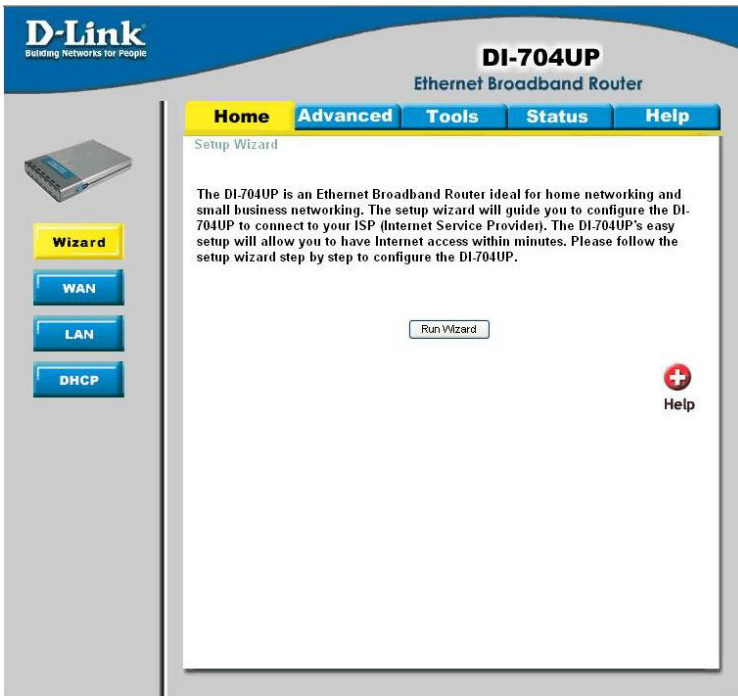 D-Link
Building Networks for People
DI-704UP
Ethernet Broadband Router
Home
Advanced
Tools
Status
Help
Setup Wizard
The DI-704UP is an Ethernet Broadband Router ideal for home networking and
small business networking. The setup wizard will guide you to configure the DI-
704UP to connect to your ISP (Internet Service Provider). The DI-704UP's easy
setup will allow you to have Internet access within minutes. Please follow the
setup wizard step by step to configure the DI-704UP.
Wizard
WAN
LAN
DHCP
Run Wizard
Help